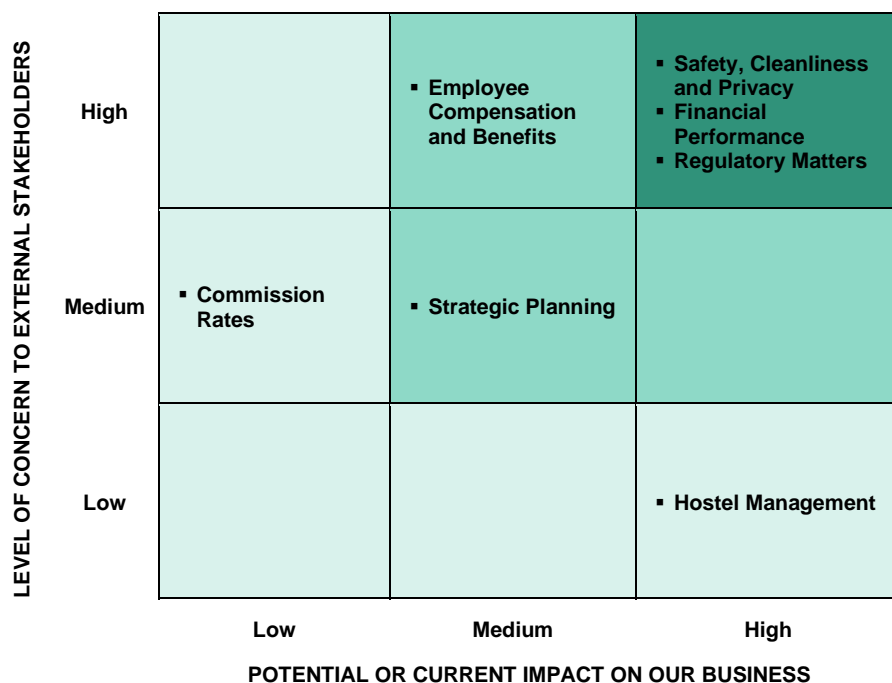 LEVEL OF CONCERN TO EXTERNAL STAKEHOLDERS
High
▪ Employee
Compensation
and Benefits
▪ Safety, Cleanliness
and Privacy
▪ Financial
Performance
▪ Regulatory Matters
Medium
▪ Commission
Rates
▪ Strategic Planning
Low
▪ Hostel Management
Low
Medium
High
POTENTIAL OR CURRENT IMPACT ON OUR BUSINESS